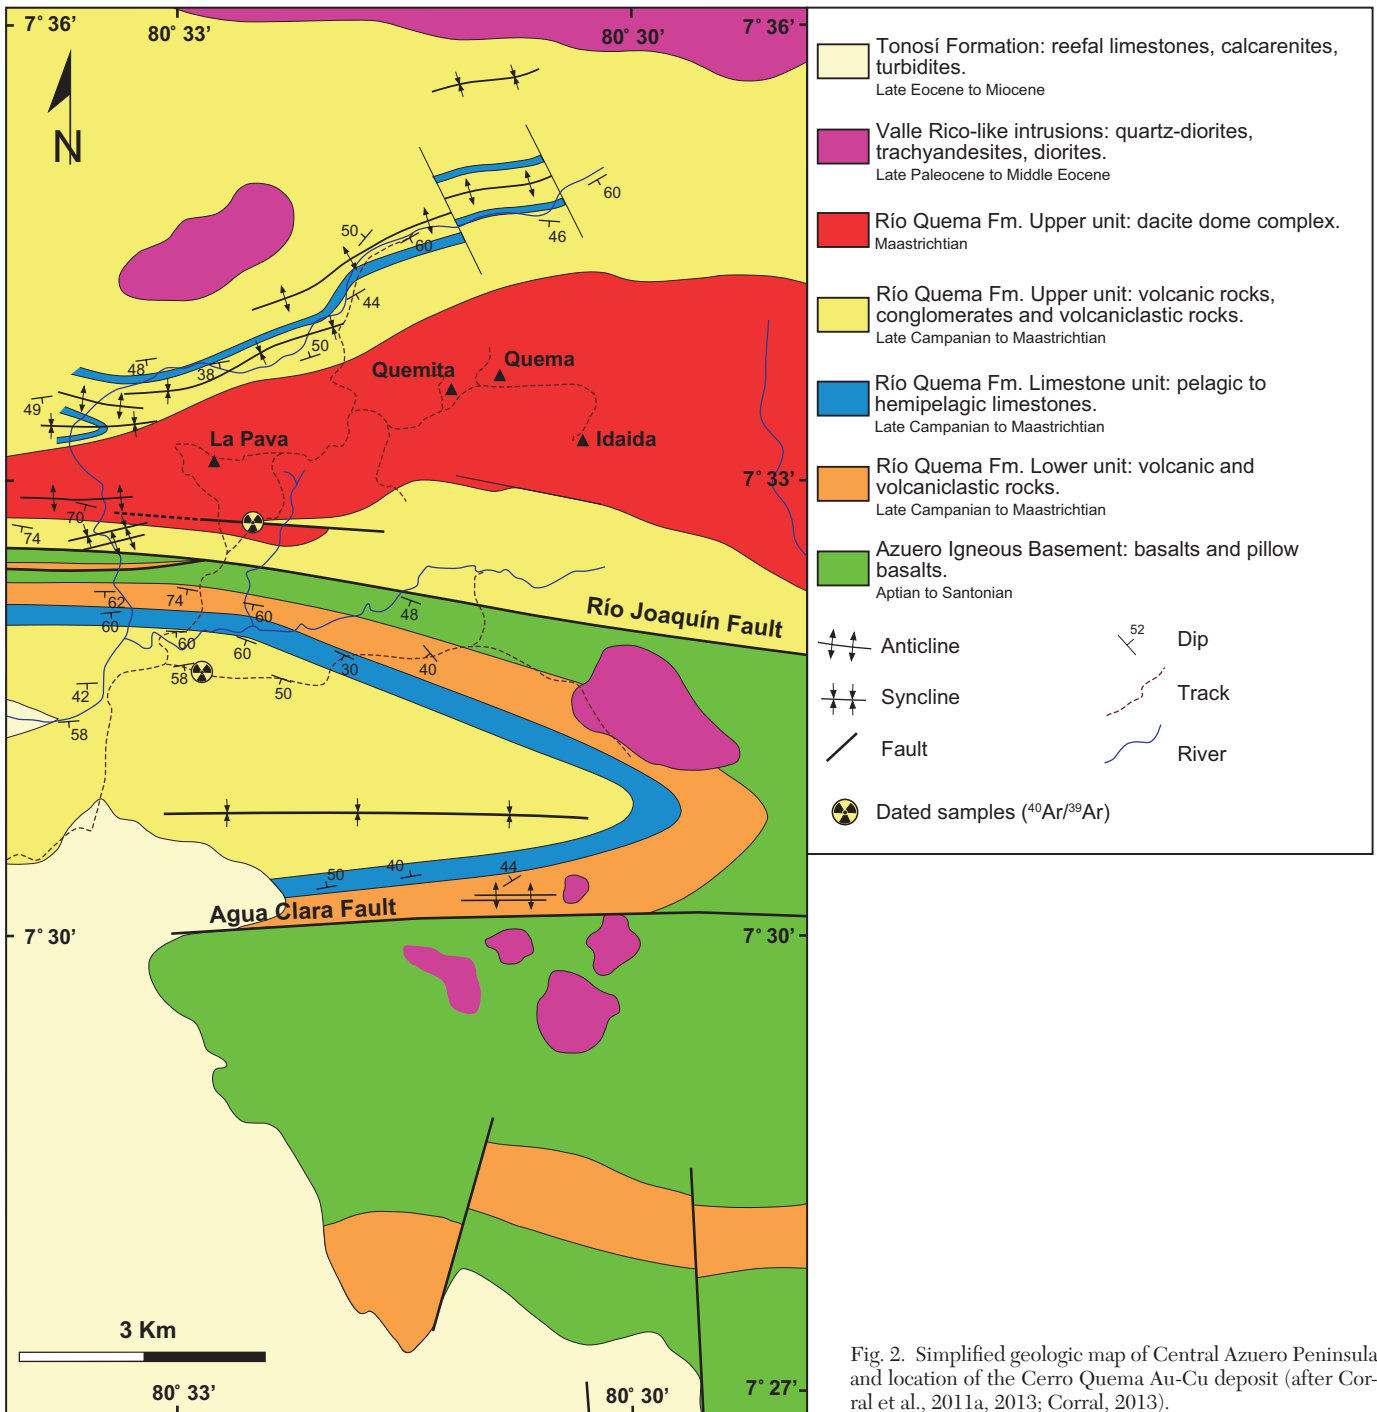 7° 36’
80° 33’
80° 30’
7° 36’
N
60
46
50
60
44
50
48
38
49
Quemita
Quema
La Pava
Idaida
7° 33’
70
74
62
74
60
60
60
60
48
Río Joaquín Fault
58
50
30
40
42
58
50
40
44
Agua Clara Fault
7° 30’
7° 30’
3 Km
80° 33’
80° 30’
7° 27’
Tonosí Formation: reefal limestones, calcarenites,
turbidites.
Late Eocene to Miocene
Valle Rico-like intrusions: quartz-diorites,
trachyandesites, diorites.
Late Paleocene to Middle Eocene
Río Quema Fm. Upper unit: dacite dome complex.
Maastrichtian
Río Quema Fm. Upper unit: volcanic rocks,
conglomerates and volcaniclastic rocks.
Late Campanian to Maastrichtian
Río Quema Fm. Limestone unit: pelagic to
hemipelagic limestones.
Late Campanian to Maastrichtian
Río Quema Fm. Lower unit: volcanic and
volcaniclastic rocks.
Late Campanian to Maastrichtian
Azuero Igneous Basement: basalts and pillow
basalts.
Aptian to Santonian
Anticline
52
Dip
Syncline
Track
Fault
River
Dated samples (⁴⁰Ar/³⁹Ar)
Fig. 2. Simplified geologic map of Central Azuero Peninsula
and location of the Cerro Quema Au-Cu deposit (after Cor-
ral et al., 2011a, 2013; Corral, 2013).